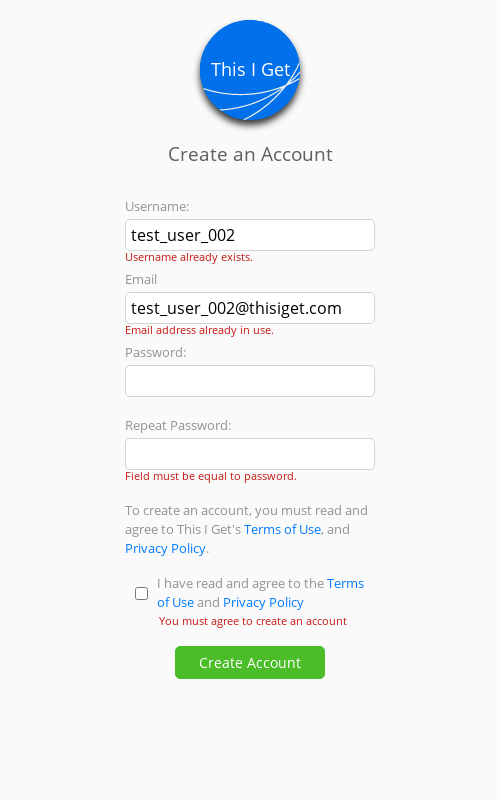 This I Get
Create an Account
Username:
test_user_002
Username already exists.
Email
test_user_002@thisiget.com
Email address already in use.
Password:
Repeat Password:
Field must be equal to password.
To create an account, you must read and
agree to This I Get's Terms of Use, and
Privacy Policy.
I have read and agree to the Terms
of Use and Privacy Policy
You must agree to create an account
Create Account